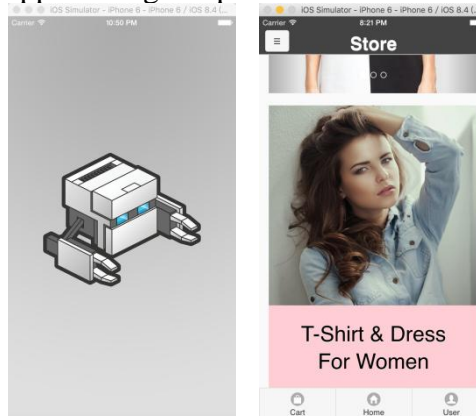 iOS Simulator - iPhone 6 - iPhone 6 / iOS 8.4 (...
Carrier
10:50 PM
iOS Simulator - iPhone 6 - iPhone 6 / iOS 8.4 (...
Carrier
8:21 PM
Store
T-Shirt & Dress
For Women
Cart
Home
User